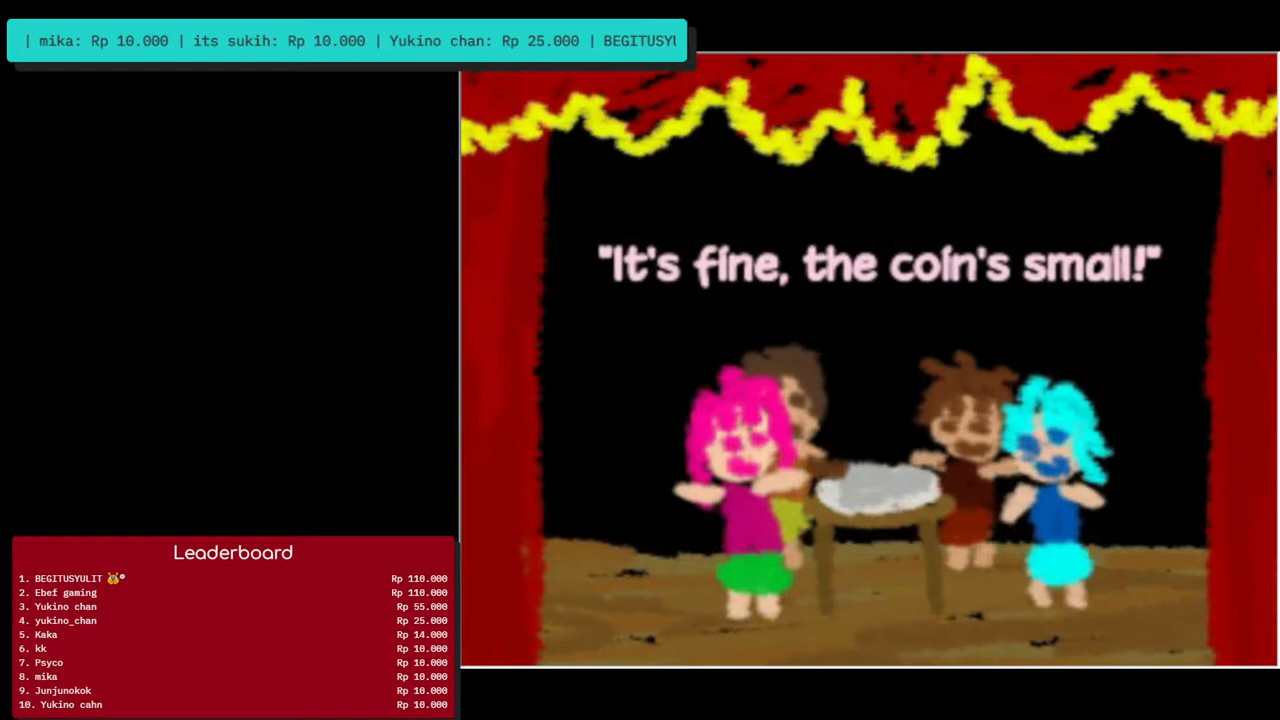 | mika: Rp 10.000 | its sukih: Rp 10.000 | Yukino chan: Rp 25.000 | BEGITUSYU
"It's fine, the coin's small!"
Leaderboard
1. BEGITUSYULIT Rp 110.000
2. Ebef gaming Rp 110.000
3. Yukino chan Rp 55.000
4. yukino_chan Rp 25.000
5. Kaka Rp 14.000
6. kk Rp 10.000
7. Psyco Rp 10.000
8. mika Rp 10.000
9. Junjunokok Rp 10.000
10. Yukino cahn Rp 10.000